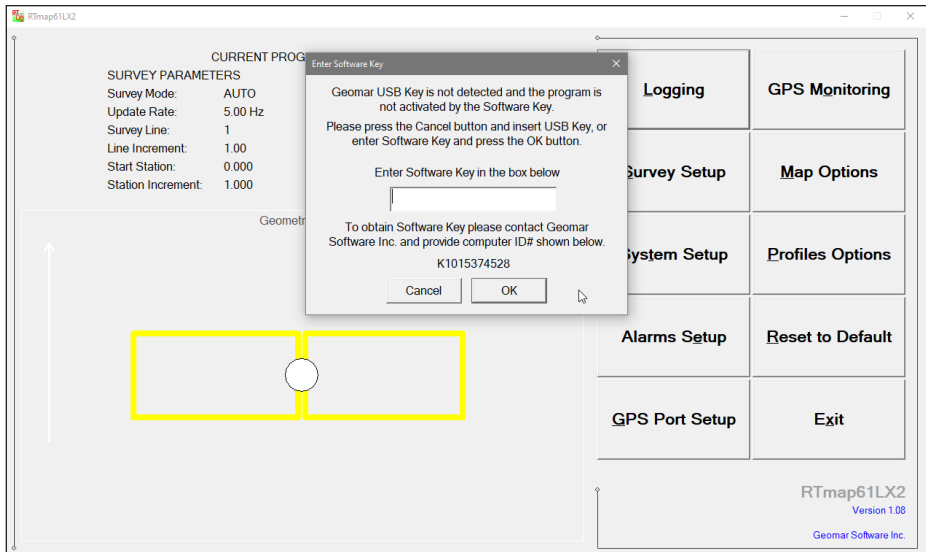 RTmap61LX2
CURRENT PROG
SURVEY PARAMETERS
Survey Mode: AUTO
Update Rate: 5.00 Hz
Survey Line: 1
Line Increment: 1.00
Start Station: 0.000
Station Increment: 1.000
Geometr
Enter Software Key
Geomar USB Key is not detected and the program is
not activated by the Software Key.
Please press the Cancel button and insert USB Key, or
enter Software Key and press the OK button.
Enter Software Key in the box below
To obtain Software Key please contact Geomar
Software Inc. and provide computer ID# shown below.
K1015374528
Cancel OK
Logging GPS Monitoring
Survey Setup Map Options
System Setup Profiles Options
Alarms Setup Reset to Default
GPS Port Setup Exit
RTmap61LX2
Version 1.08
Geomar Software Inc.